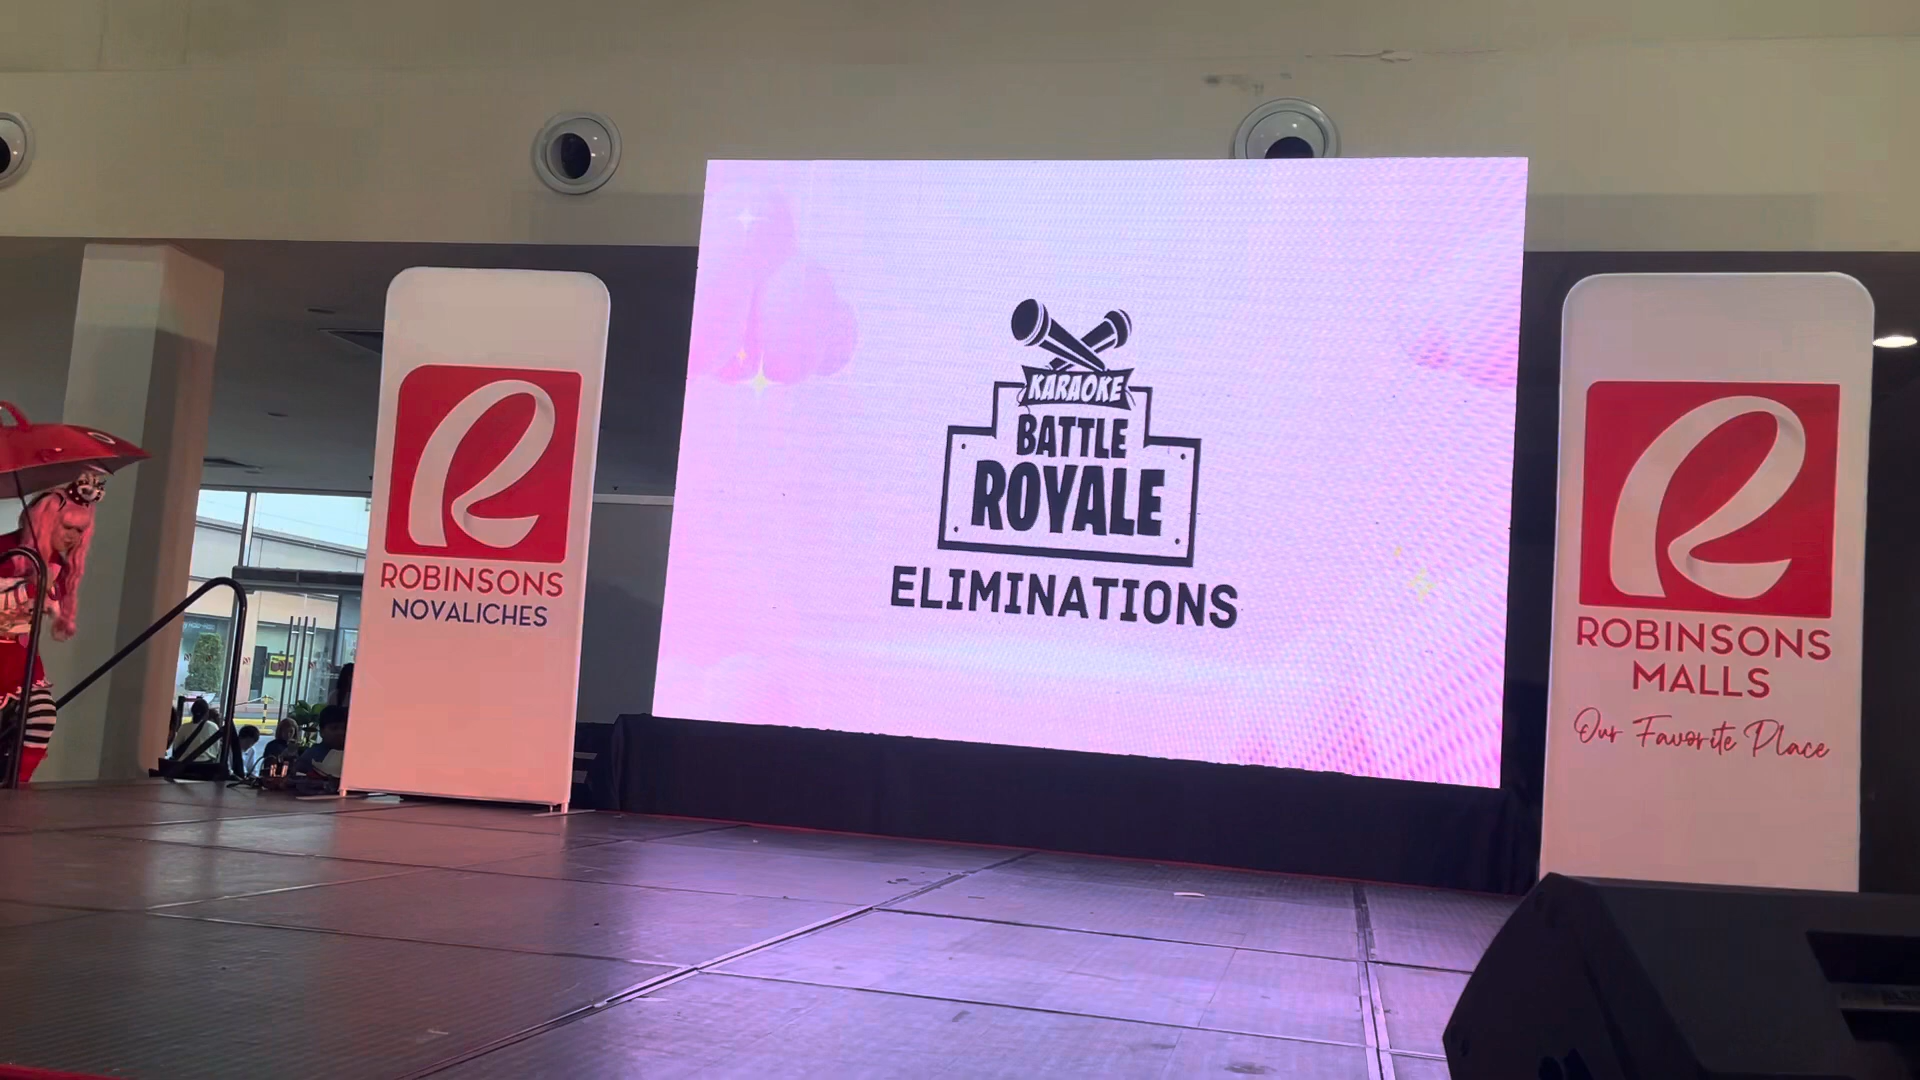 ROBINSONS
NOVALICHES
KARAOKE
BATTLE
ROYALE
ELIMINATIONS
ROBINSONS
MALLS
Our Favorite Place